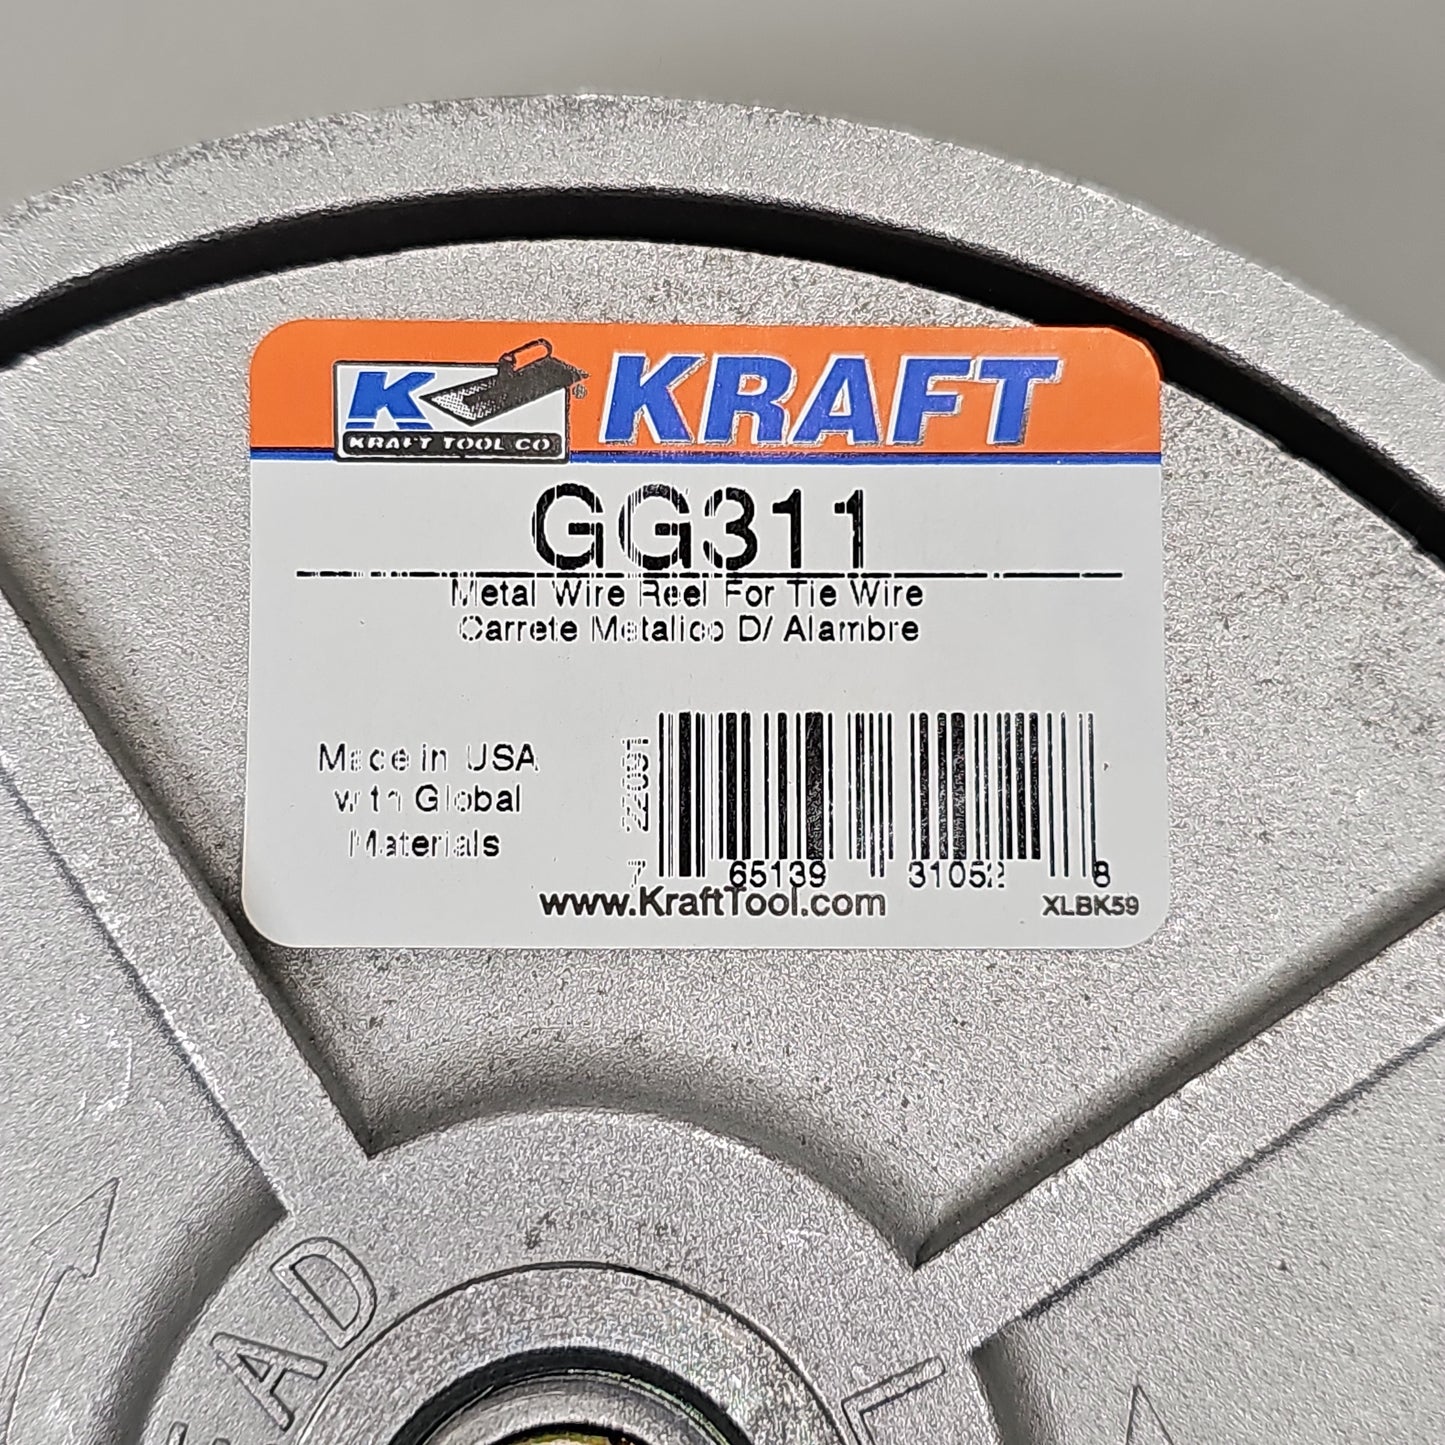 K
KRAFT TOOL CO
®
KRAFT
GG311
Metal Wire Reel For Tie Wire
Carrete Metalico D/ Alambre
Made in USA
with Global
Materials
7 65139 31052 8
www.KraftTool.com
XLBK59